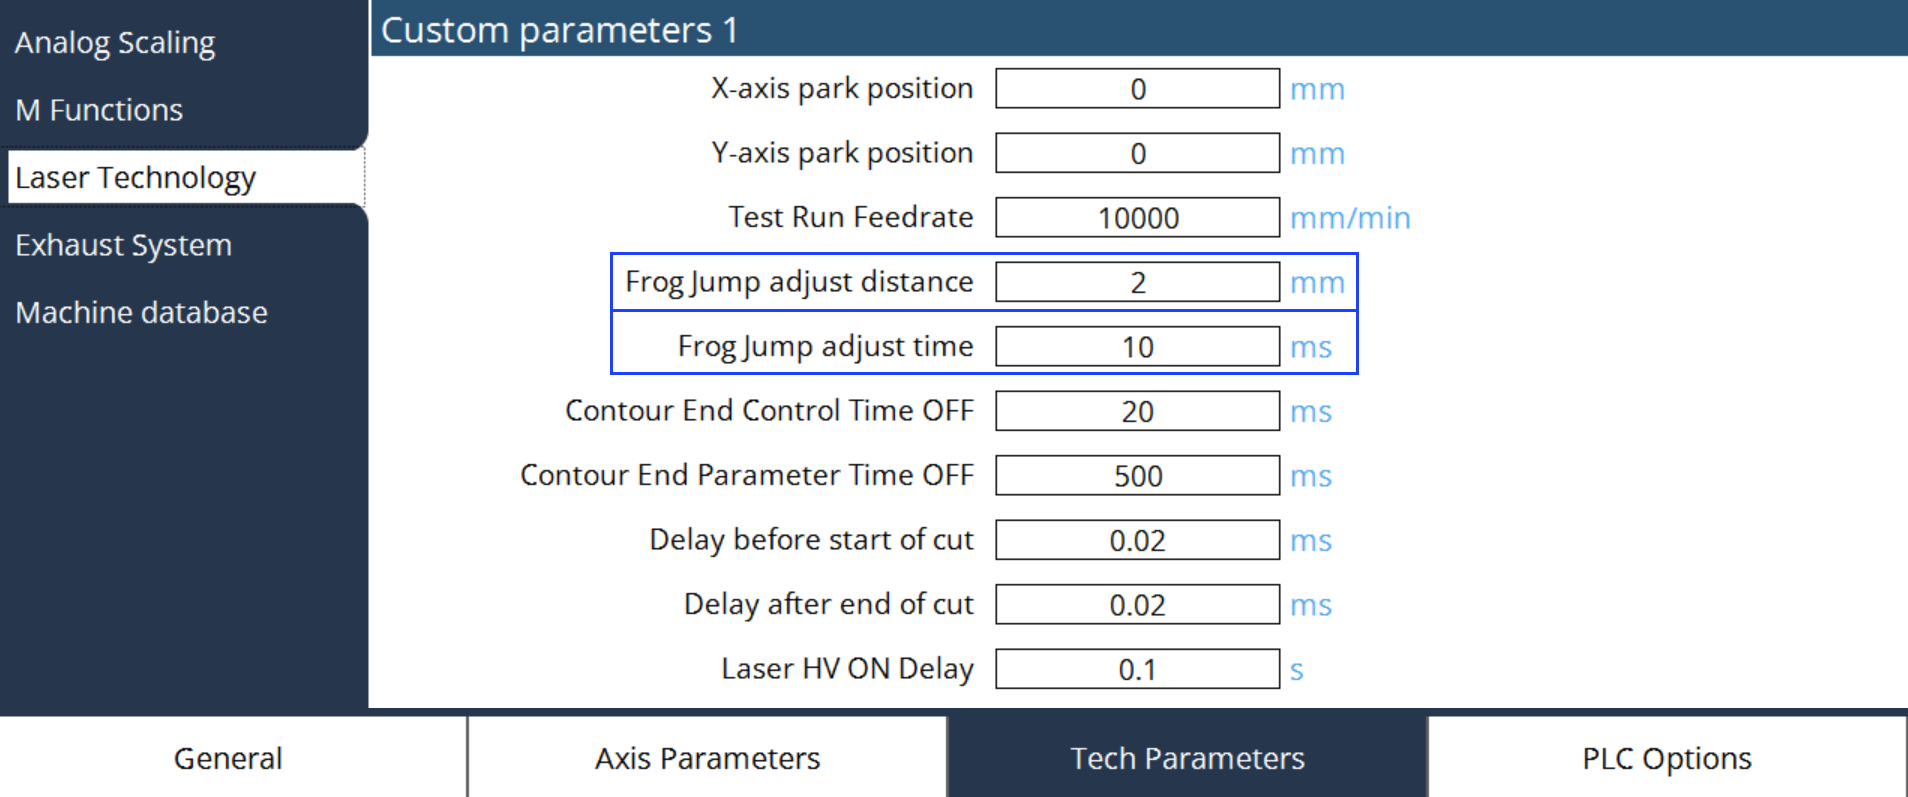 Analog Scaling
M Functions
Laser Technology
Exhaust System
Machine database
Custom parameters 1
X-axis park position 0 mm
Y-axis park position 0 mm
Test Run Feedrate 10000 mm/min
Frog Jump adjust distance 2 mm
Frog Jump adjust time 10 ms
Contour End Control Time OFF 20 ms
Contour End Parameter Time OFF 500 ms
Delay before start of cut 0.02 ms
Delay after end of cut 0.02 ms
Laser HV ON Delay 0.1 s
General Axis Parameters Tech Parameters PLC Options